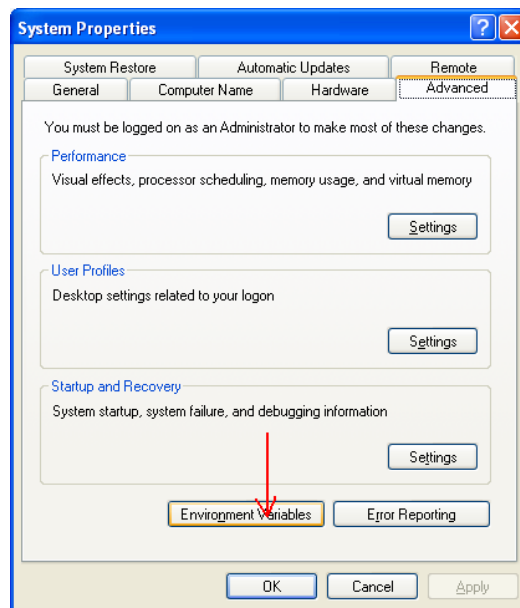 System Properties
System Restore Automatic Updates Remote
General Computer Name Hardware Advanced
You must be logged on as an Administrator to make most of these changes.
Performance
Visual effects, processor scheduling, memory usage, and virtual memory
Settings
User Profiles
Desktop settings related to your logon
Settings
Startup and Recovery
System startup, system failure, and debugging information
Settings
Environment Variables Error Reporting
OK Cancel Apply